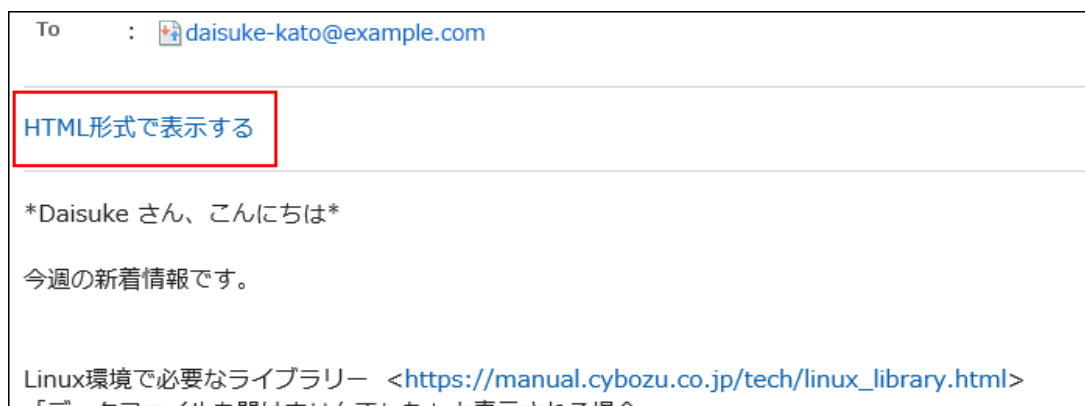 To : daisuke-kato@example.com
HTML形式で表示する
*Daisuke さん、こんにちは*
今週の新着情報です。
Linux環境で必要なライブラリー <https://manual.cybozu.co.jp/tech/linux_library.html>